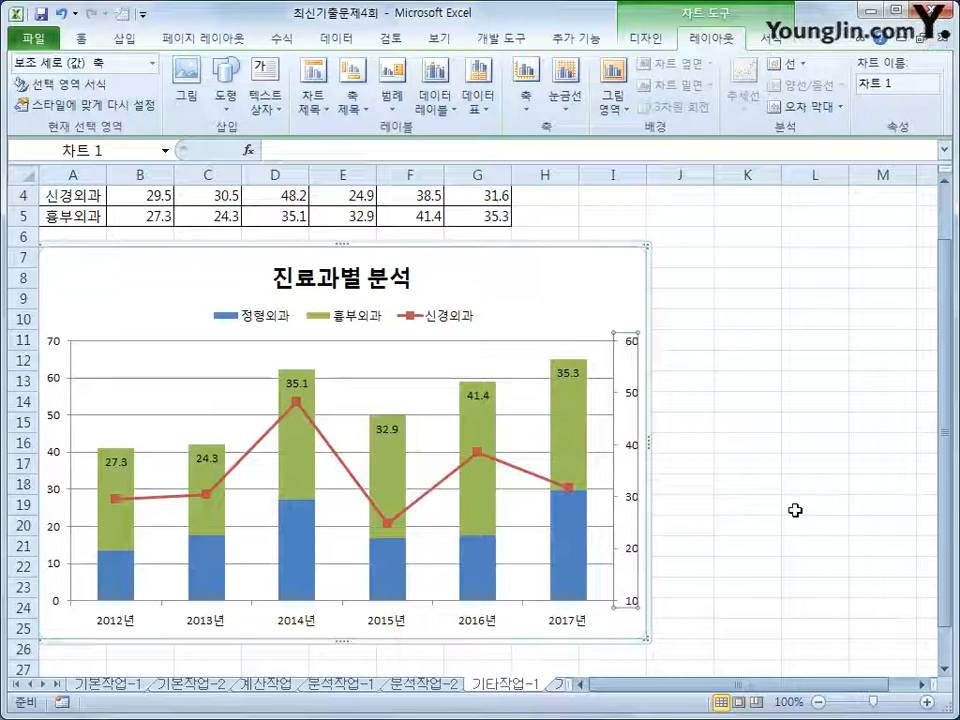 최신기출문제4회 - Microsoft Excel
차트 도구
YoungJin.com Y.
파일 홈 삽입 페이지 레이아웃 수식 데이터 검토 보기 개발 도구 추가 기능 디자인 레이아웃
보조 세로 (값) 축
선택 영역 서식
스타일에 맞게 다시 설정
현재 선택 영역
그림 도형 텍스트 상자
삽입
차트 제목 축 제목 범례 데이터 레이블 데이터 표
레이블
축 눈금선
축
그림 영역
차트 옆면
차트 밑면
3차원 회전
배경
추세선 선
양선/음선
오차 막대
분석
차트 이름:
차트 1
속성
차트 1 fx
A B C D E F G H I J K L M
4 신경외과 29.5 30.5 48.2 24.9 38.5 31.6
5 흉부외과 27.3 24.3 35.1 32.9 41.4 35.3
6
7
8
9
10
11
12
13
14
15
16
17
18
19
20
21
22
23
24
25
26
27
진료과별 분석
정형외과 흉부외과 신경외과
70
60
50
40
30
20
10
0
27.3 24.3 35.1 32.9 41.4 35.3
60
50
40
30
20
10
2012년 2013년 2014년 2015년 2016년 2017년
기본작업-1 기본작업-2 계산작업 분석작업-1 분석작업-2 기타작업-1
준비 100%